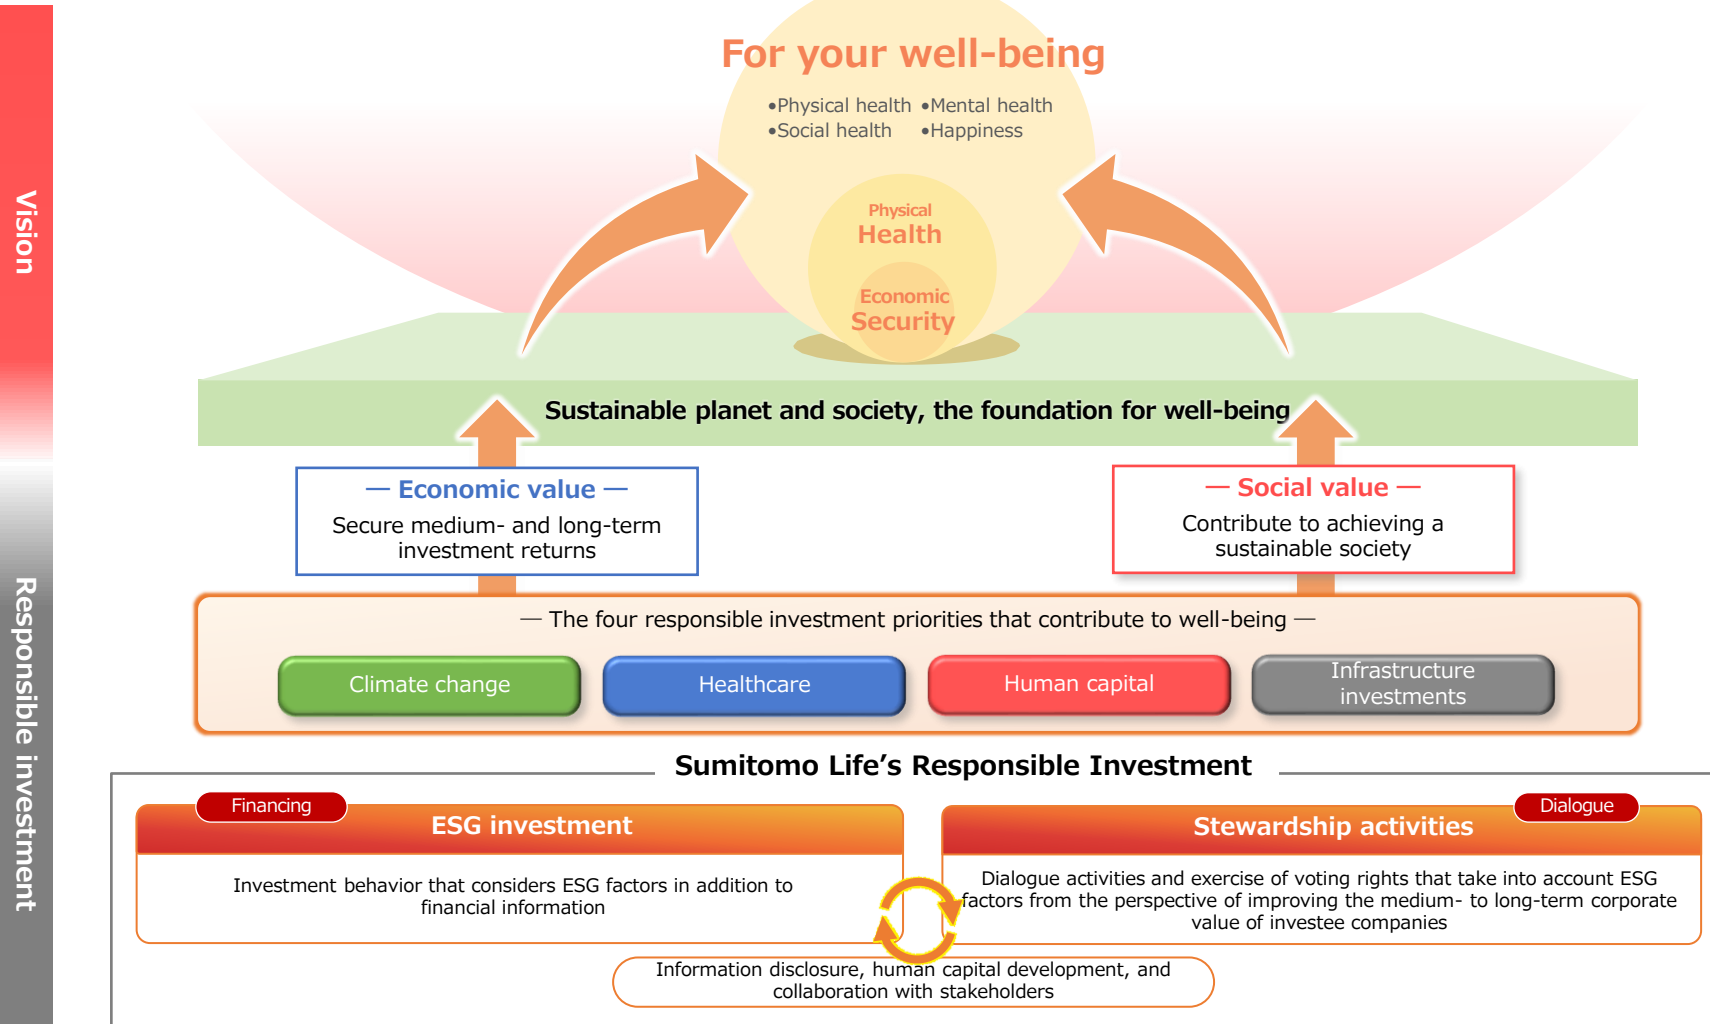 For your well-being
•Physical health •Mental health
•Social health •Happiness
Physical
Health
Economic
Security
Vision
Sustainable planet and society, the foundation for well-being
— Economic value —
Secure medium- and long-term
investment returns
— Social value —
Contribute to achieving a
sustainable society
Responsible investment
— The four responsible investment priorities that contribute to well-being —
Climate change
Healthcare
Human capital
Infrastructure
investments
Sumitomo Life’s Responsible Investment
Financing
ESG investment
Investment behavior that considers ESG factors in addition to
financial information
Dialogue
Stewardship activities
Dialogue activities and exercise of voting rights that take into account ESG
factors from the perspective of improving the medium- to long-term corporate
value of investee companies
Information disclosure, human capital development, and
collaboration with stakeholders